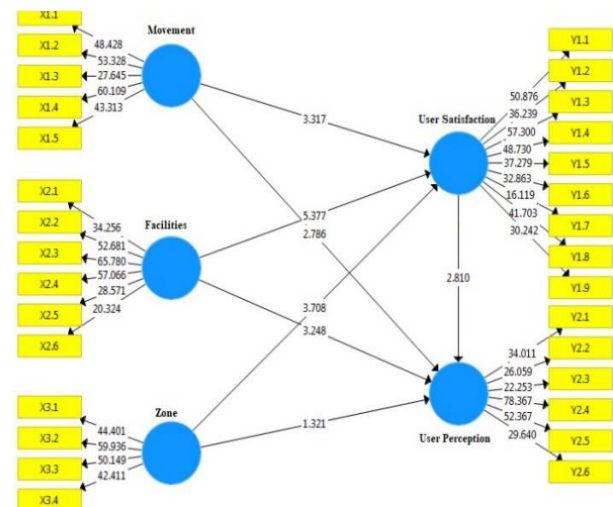 X1.1
X1.2
X1.3
X1.4
X1.5
48.428
53.328
27.645
60.109
43.313
Movement
X2.1
X2.2
X2.3
X2.4
X2.5
X2.6
34.256
52.681
65.780
57.066
28.571
20.324
Facilities
X3.1
X3.2
X3.3
X3.4
44.401
59.936
50.149
42.411
Zone
3.317
5.377
2.786
3.708
3.248
1.321
2.810
User Satisfaction
50.876
36.239
57.300
48.730
37.279
32.863
16.119
41.703
30.242
Y1.1
Y1.2
Y1.3
Y1.4
Y1.5
Y1.6
Y1.7
Y1.8
Y1.9
User Perception
34.011
26.059
22.253
78.367
52.367
29.640
Y2.1
Y2.2
Y2.3
Y2.4
Y2.5
Y2.6